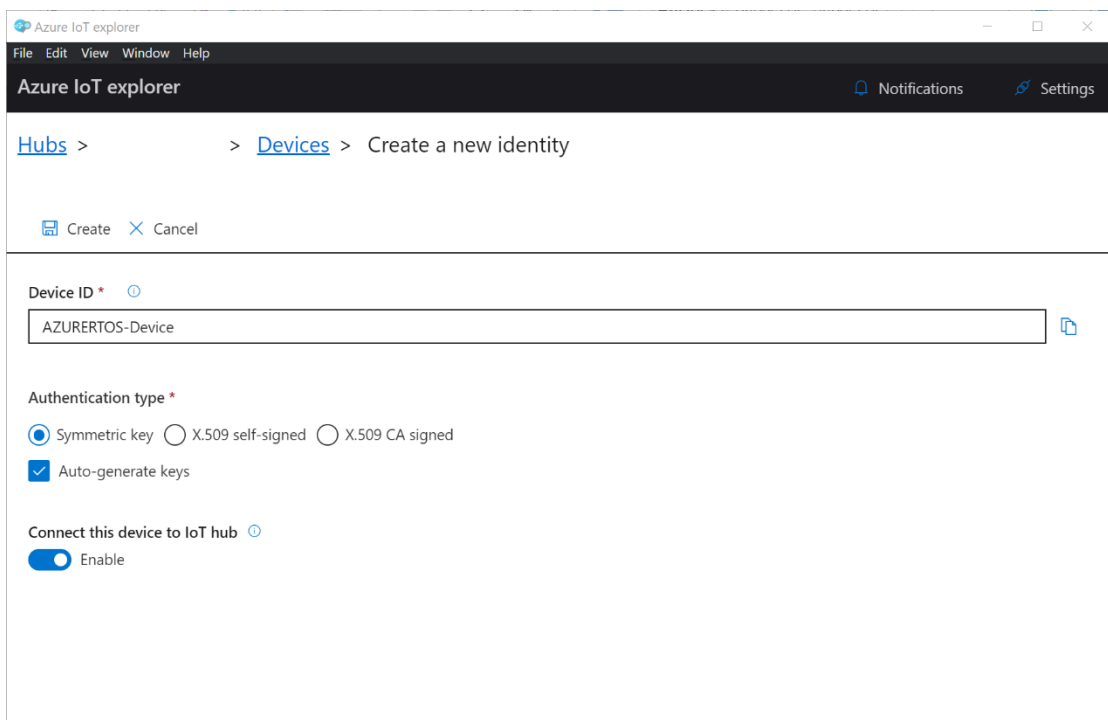 Azure IoT explorer
File Edit View Window Help
Azure IoT explorer Notifications Settings
Hubs > > Devices > Create a new identity
Create Cancel
Device ID *
AZURERTOS-Device
Authentication type *
Symmetric key X.509 self-signed X.509 CA signed
Auto-generate keys
Connect this device to IoT hub
Enable